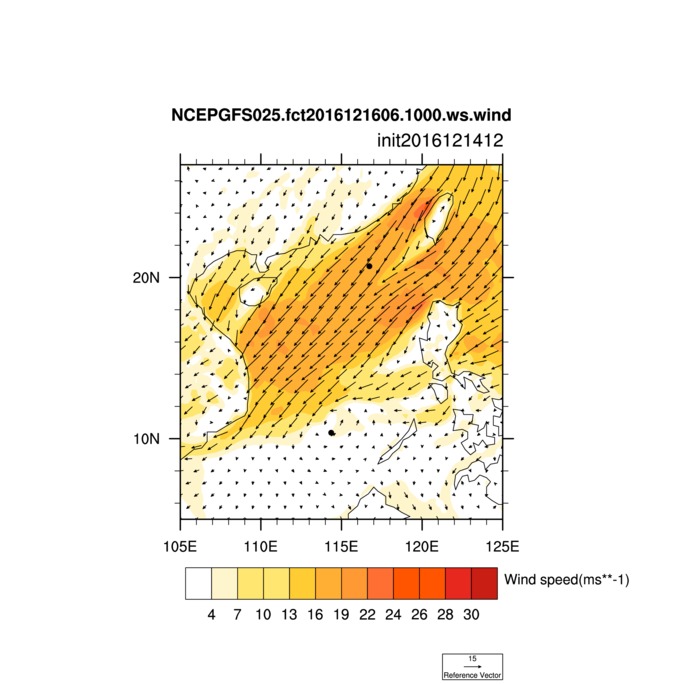 NCEPGFS025.fct2016121606.1000.ws.wind
init2016121412
20N
10N
105E 110E 115E 120E 125E
Wind speed(ms**-1)
4 7 10 13 16 19 22 24 26 28 30
15
Reference Vector